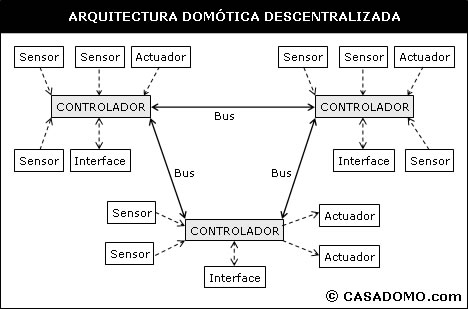 ARQUITECTURA DOMÓTICA DESCENTRALIZADA
Sensor Sensor Actuador Sensor Sensor Actuador
CONTROLADOR CONTROLADOR
Bus
Sensor Interface Interface Sensor
Bus Bus
Sensor Actuador
CONTROLADOR
Sensor Actuador
Interface
© CASADOMO.com